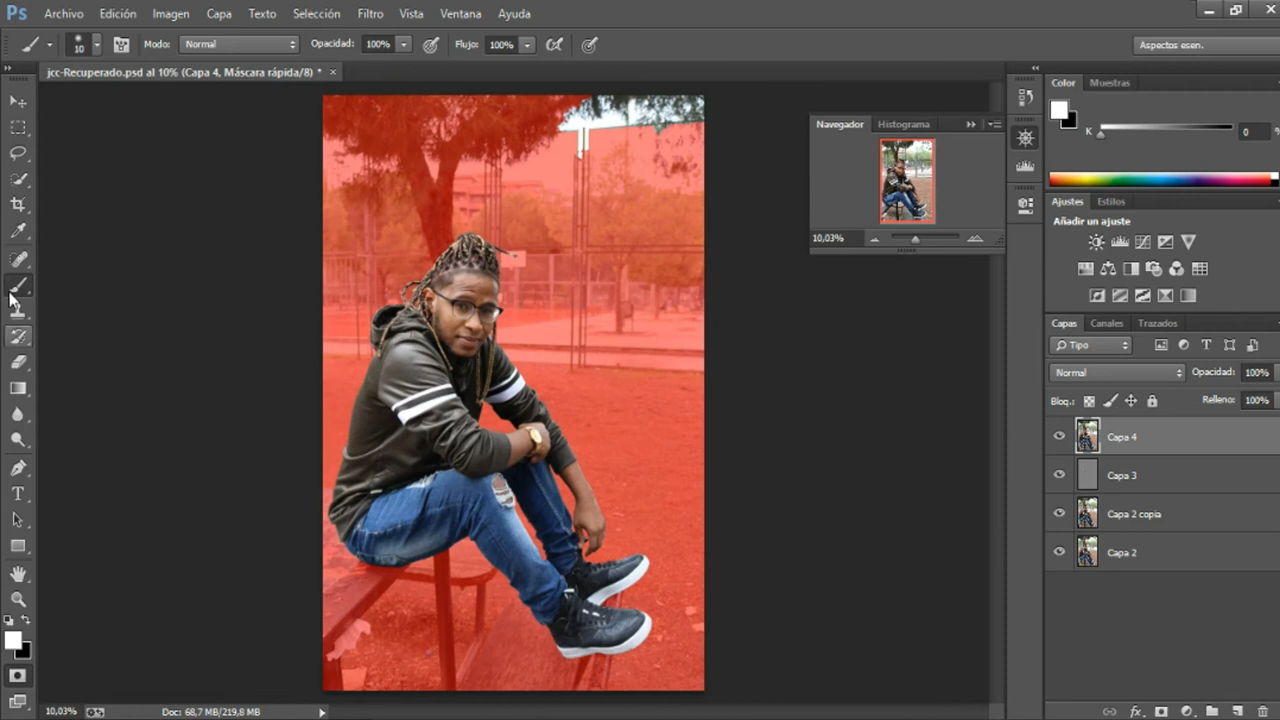 Ps Archivo Edición Imagen Capa Texto Selección Filtro Vista Ventana Ayuda
10 Modo: Normal Opacidad: 100% Flujo: 100% Aspectos esen.
jcc-Recuperado.psd al 10% (Capa 4, Máscara rápida/8) * ×
Color Muestras
K 0 %
Navegador Histograma
10,03%
Ajustes Estilos
Añadir un ajuste
Capas Canales Trazados
Tipo
Normal Opacidad: 100%
Bloq.: Relleno: 100%
Capa 4
Capa 3
Capa 2 copia
Capa 2
10,03% Doc: 68,7 MB/219,8 MB